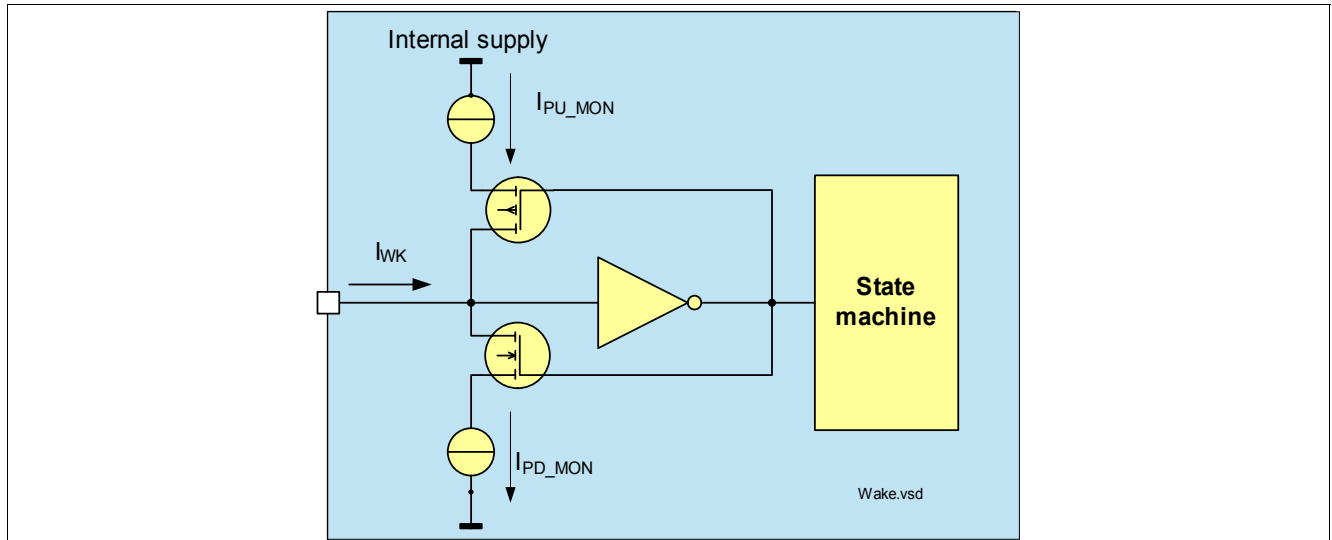 Internal supply
IPU_MON
IWK
State
machine
IPD_MON
Wake.vsd